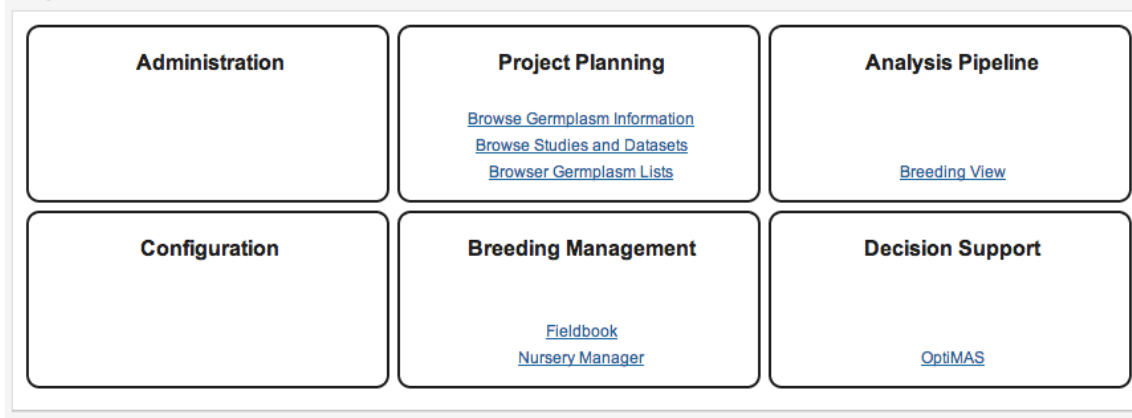 Administration
Project Planning
Browse Germplasm Information
Browse Studies and Datasets
Browser Germplasm Lists
Analysis Pipeline
Breeding View
Configuration
Breeding Management
Fieldbook
Nursery Manager
Decision Support
OptiMAS